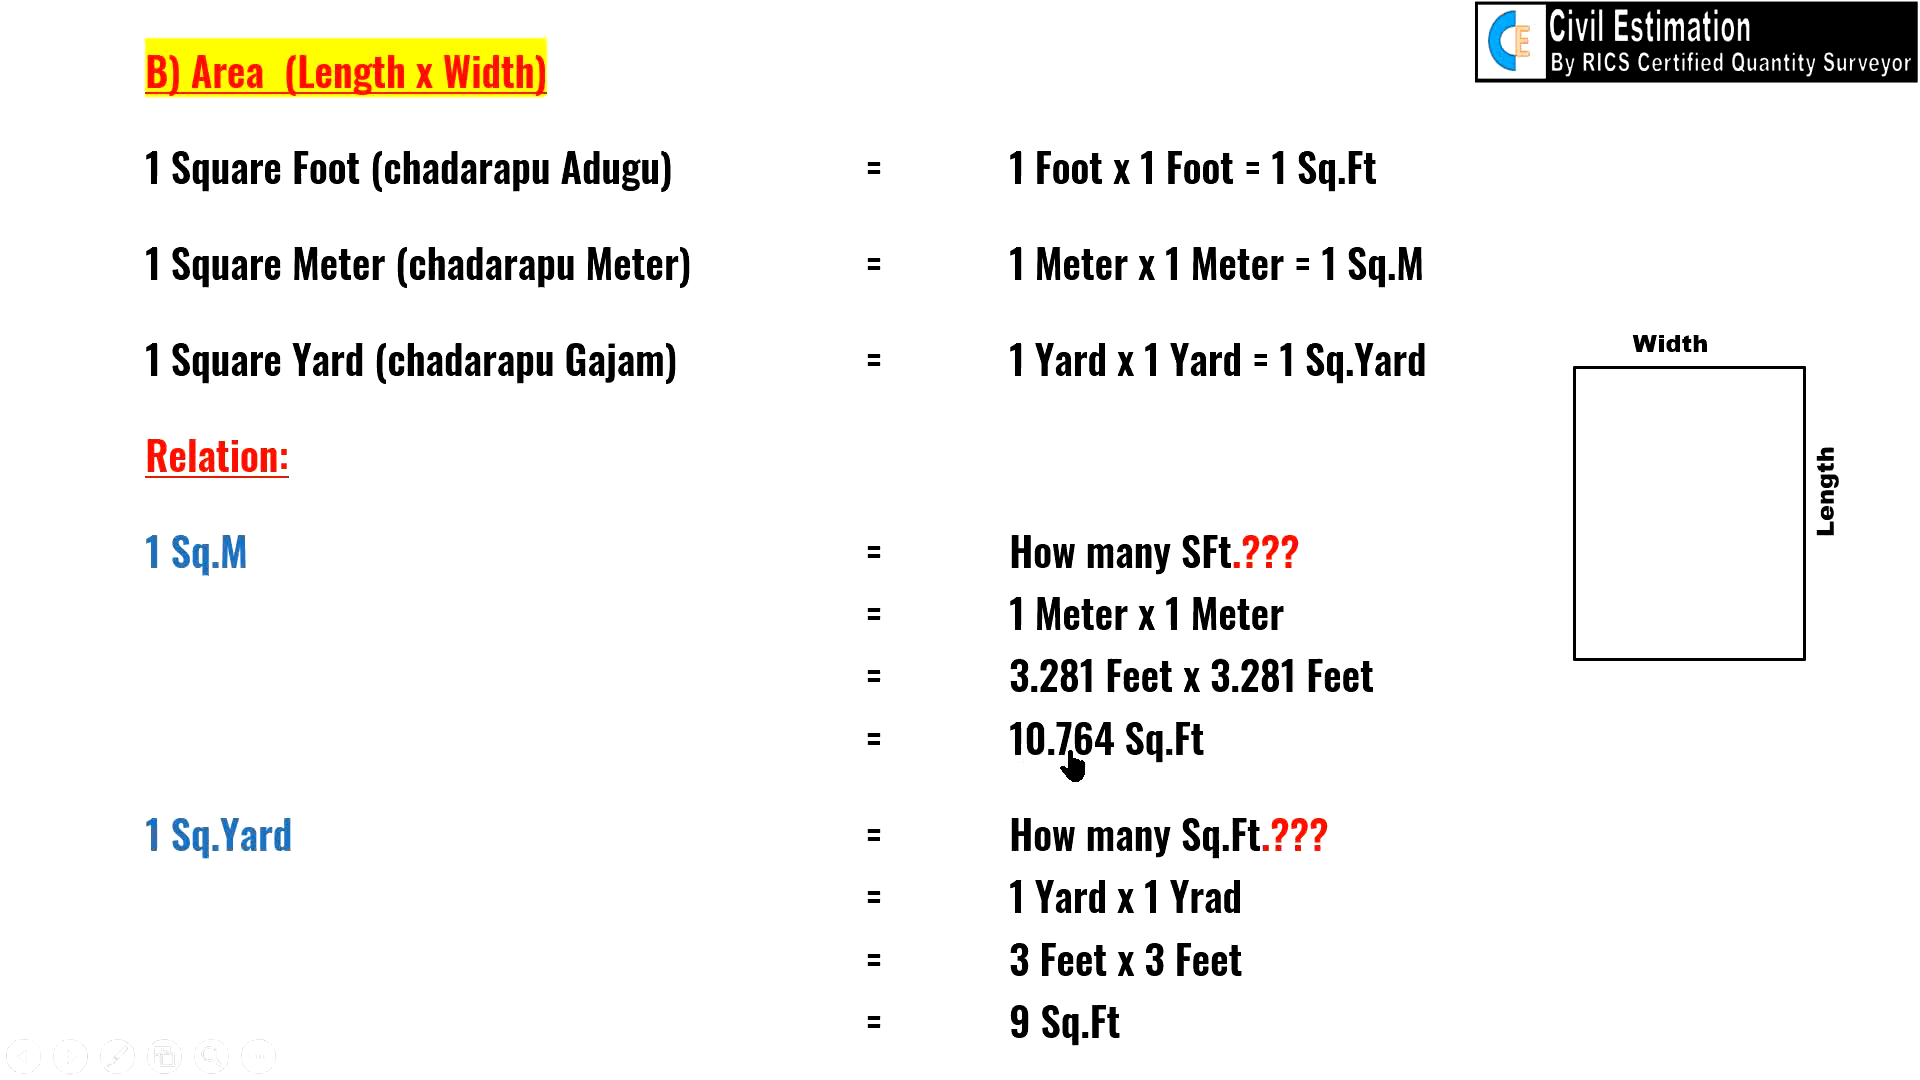 B) Area (Length x Width)
Civil Estimation
By RICS Certified Quantity Surveyor
CE
1 Square Foot (chadarapu Adugu) = 1 Foot x 1 Foot = 1 Sq.Ft
1 Square Meter (chadarapu Meter) = 1 Meter x 1 Meter = 1 Sq.M
1 Square Yard (chadarapu Gajam) = 1 Yard x 1 Yard = 1 Sq.Yard
Width
Length
Relation:
1 Sq.M = How many SFt.???
= 1 Meter x 1 Meter
= 3.281 Feet x 3.281 Feet
= 10.764 Sq.Ft
1 Sq.Yard = How many Sq.Ft.???
= 1 Yard x 1 Yrad
= 3 Feet x 3 Feet
= 9 Sq.Ft